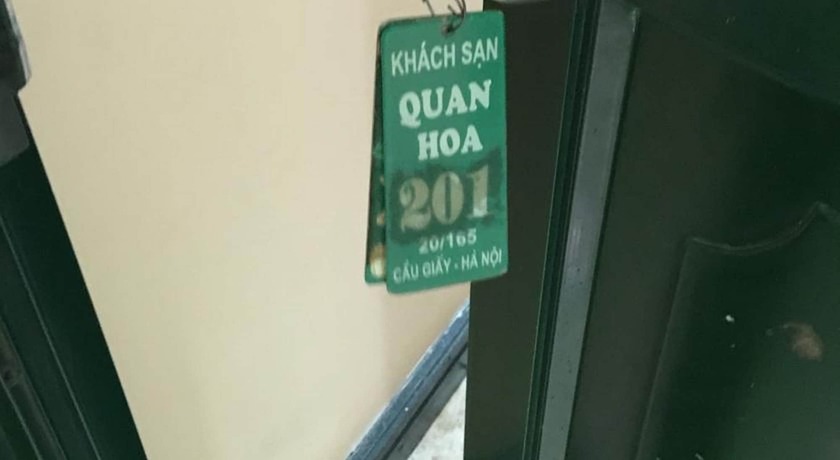 KHÁCH SẠN
QUAN
HOA
201
20/165
CẦU GIẤY - HÀ NỘI